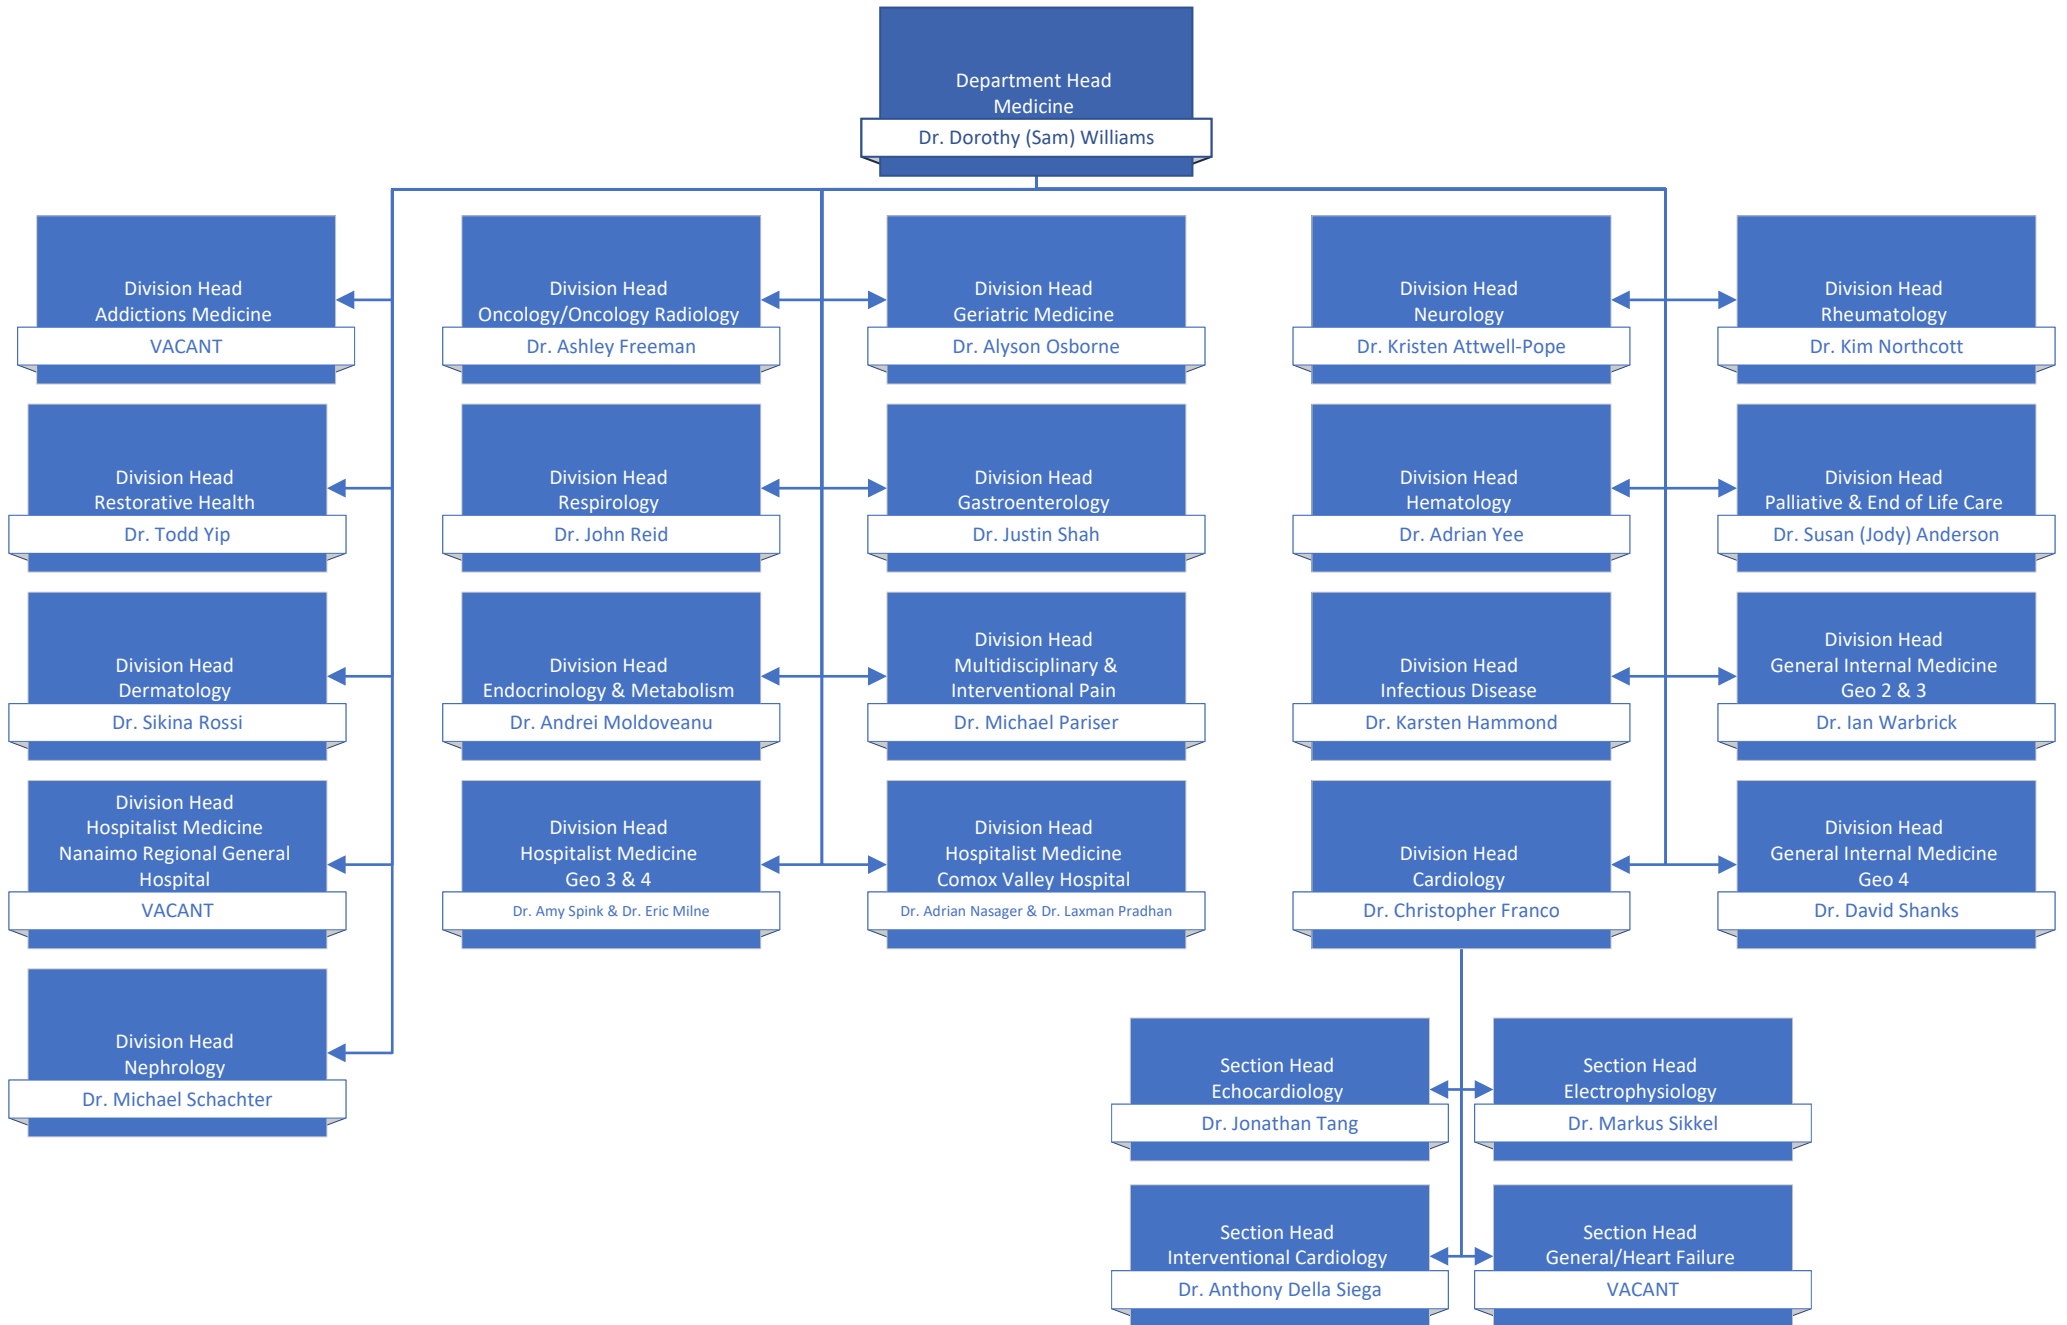 Department Head
Medicine
Dr. Dorothy (Sam) Williams
Division Head
Addictions Medicine
VACANT
Division Head
Oncology/Oncology Radiology
Dr. Ashley Freeman
Division Head
Geriatric Medicine
Dr. Alyson Osborne
Division Head
Neurology
Dr. Kristen Attwell-Pope
Division Head
Rheumatology
Dr. Kim Northcott
Division Head
Restorative Health
Dr. Todd Yip
Division Head
Respirology
Dr. John Reid
Division Head
Gastroenterology
Dr. Justin Shah
Division Head
Hematology
Dr. Adrian Yee
Division Head
Palliative & End of Life Care
Dr. Susan (Jody) Anderson
Division Head
Dermatology
Dr. Sikina Rossi
Division Head
Endocrinology & Metabolism
Dr. Andrei Moldoveanu
Division Head
Multidisciplinary &
Interventional Pain
Dr. Michael Pariser
Division Head
Infectious Disease
Dr. Karsten Hammond
Division Head
General Internal Medicine
Geo 2 & 3
Dr. Ian Warbrick
Division Head
Hospitalist Medicine
Nanaimo Regional General
Hospital
VACANT
Division Head
Hospitalist Medicine
Geo 3 & 4
Dr. Amy Spink & Dr. Eric Milne
Division Head
Hospitalist Medicine
Comox Valley Hospital
Dr. Adrian Nasager & Dr. Laxman Pradhan
Division Head
Cardiology
Dr. Christopher Franco
Division Head
General Internal Medicine
Geo 4
Dr. David Shanks
Division Head
Nephrology
Dr. Michael Schachter
Section Head
Echocardiology
Dr. Jonathan Tang
Section Head
Electrophysiology
Dr. Markus Sikkel
Section Head
Interventional Cardiology
Dr. Anthony Della Siega
Section Head
General/Heart Failure
VACANT